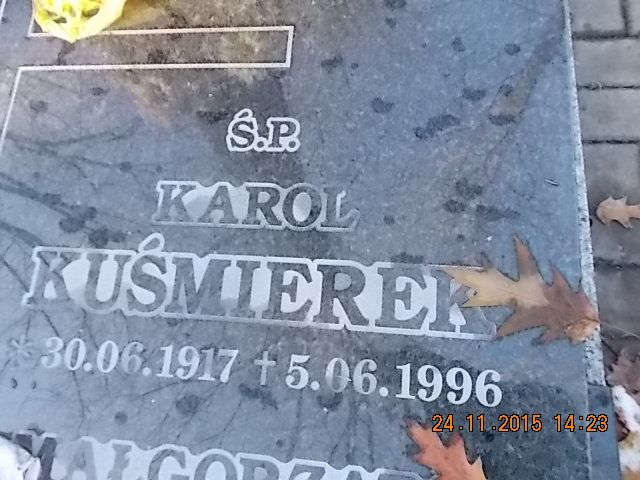 Ś.P.
KAROL
KUŚMIEREK
* 30.06.1917 † 5.06.1996
24.11.2015 14:23